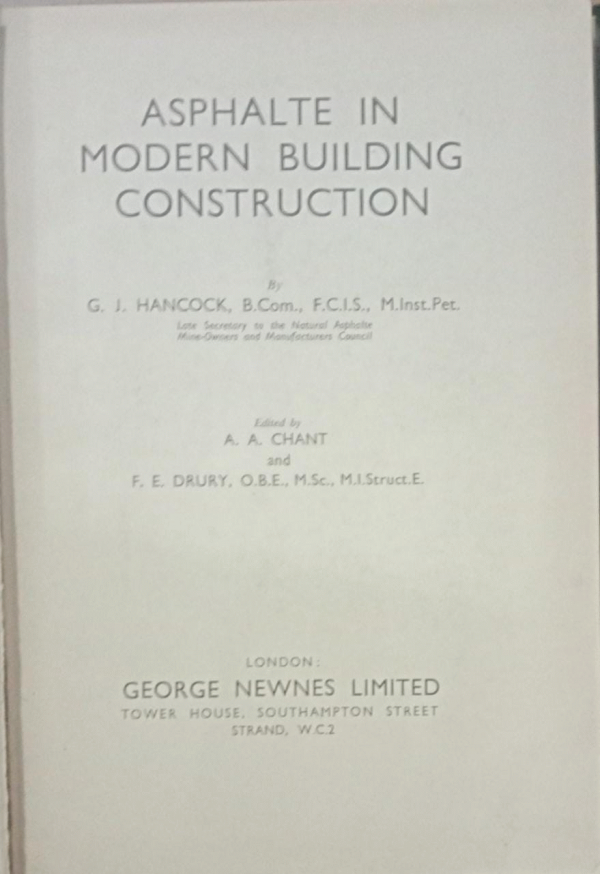 ASPHALTE IN
MODERN BUILDING
CONSTRUCTION
By
G. J. HANCOCK, B.Com., F.C.I.S., M.Inst.Pet.
Late Secretary to the Natural Asphalte
Mine-Owners and Manufacturers Council
Edited by
A. A. CHANT
and
F. E. DRURY, O.B.E., M.Sc., M.I.Struct.E.
LONDON:
GEORGE NEWNES LIMITED
TOWER HOUSE, SOUTHAMPTON STREET
STRAND, W.C.2